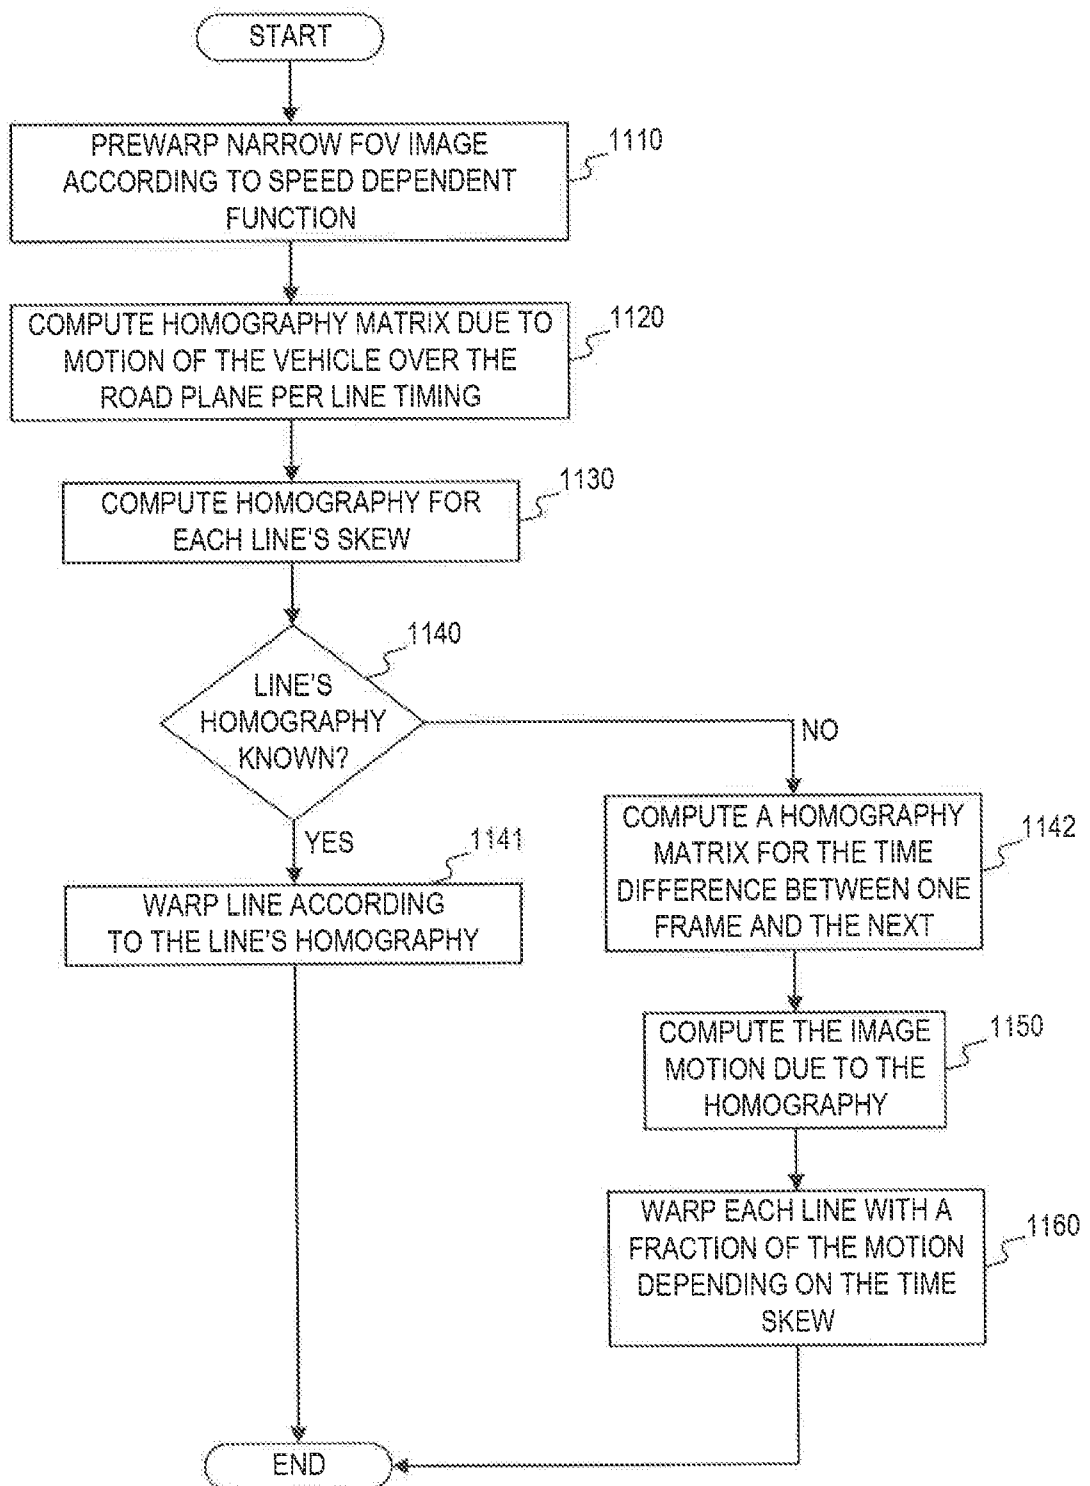 START
PREWARP NARROW FOV IMAGE
ACCORDING TO SPEED DEPENDENT
FUNCTION
1110
COMPUTE HOMOGRAPHY MATRIX DUE TO
MOTION OF THE VEHICLE OVER THE
ROAD PLANE PER LINE TIMING
1120
COMPUTE HOMOGRAPHY FOR
EACH LINE'S SKEW
1130
LINE'S
HOMOGRAPHY
KNOWN?
1140
NO
YES
WARP LINE ACCORDING
TO THE LINE'S HOMOGRAPHY
1141
COMPUTE A HOMOGRAPHY
MATRIX FOR THE TIME
DIFFERENCE BETWEEN ONE
FRAME AND THE NEXT
1142
COMPUTE THE IMAGE
MOTION DUE TO THE
HOMOGRAPHY
1150
WARP EACH LINE WITH A
FRACTION OF THE MOTION
DEPENDING ON THE TIME
SKEW
1160
END